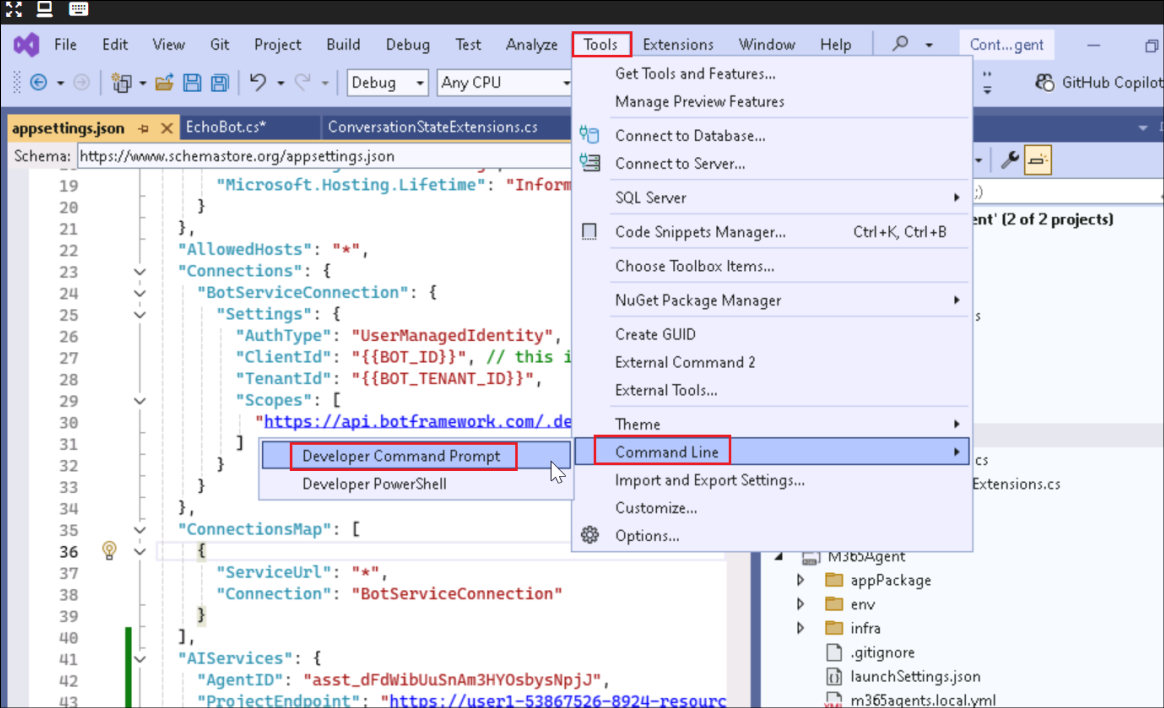 File Edit View Git Project Build Debug Test Analyze Tools Extensions Window Help Cont...gent
Debug Any CPU GitHub Copilot
appsettings.json EchoBot.cs* ConversationStateExtensions.cs
Schema: https://www.schemastore.org/appsettings.json
Get Tools and Features...
Manage Preview Features
Connect to Database...
Connect to Server...
SQL Server
Code Snippets Manager... Ctrl+K, Ctrl+B
Choose Toolbox Items...
NuGet Package Manager
Create GUID
External Command 2
External Tools...
Theme
Command Line
Import and Export Settings...
Customize...
Options...
Developer Command Prompt
Developer PowerShell
19 "Microsoft.Hosting.Lifetime": "Inform
20 }
21 },
22 "AllowedHosts": "*",
23 "Connections": {
24 "BotServiceConnection": {
25 "Settings": {
26 "AuthType": "UserManagedIdentity",
27 "ClientId": "{{BOT_ID}}", // this i
28 "TenantId": "{{BOT_TENANT_ID}}",
29 "Scopes": [
30 "https://api.botframework.com/.de
31 ]
32 }
33 }
34 },
35 "ConnectionsMap": [
36 {
37 "ServiceUrl": "*",
38 "Connection": "BotServiceConnection"
39 }
40 ],
41 "AIServices": {
42 "AgentID": "asst_dFdWibUuSnAm3HYOsbysNpjJ",
43 "ProjectEndpoint": "https://user1-53867526-8924-resourc
;)
ent' (2 of 2 projects)
s
cs
Extensions.cs
M365Agent
appPackage
env
infra
.gitignore
launchSettings.json
m365agents.local.yml